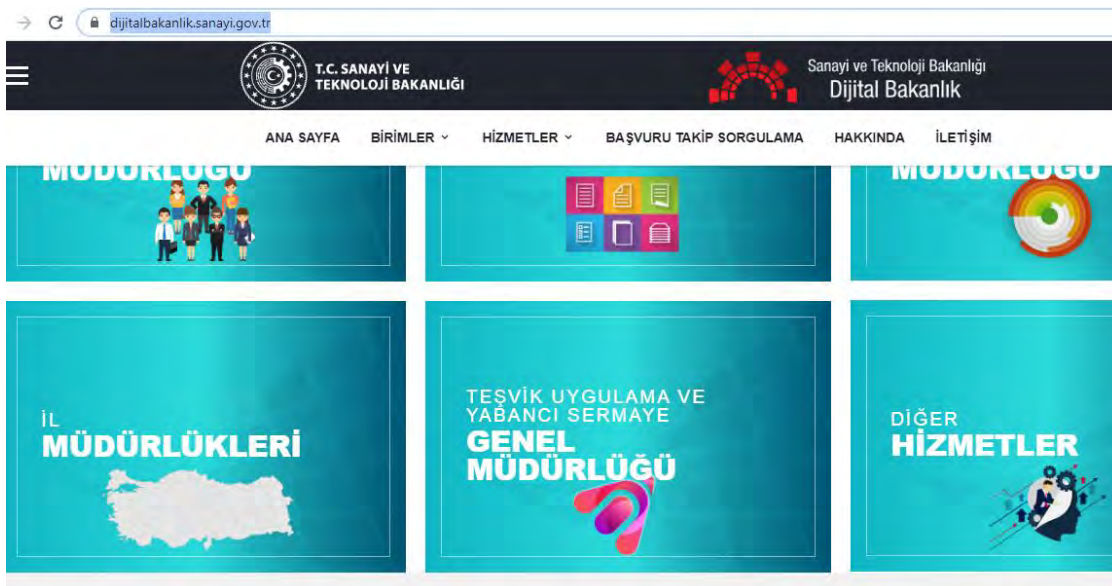 dijitalbakanlik.sanayi.gov.tr
T.C. SANAYİ VE
TEKNOLOJİ BAKANLIĞI
Sanayi ve Teknoloji Bakanlığı
Dijital Bakanlık
ANA SAYFA BİRİMLER HİZMETLER BAŞVURU TAKİP SORGULAMA HAKKINDA İLETİŞİM
MÜDÜRLÜĞÜ
MÜDÜRLÜĞÜ
İL
MÜDÜRLÜKLERİ
TEŞVİK UYGULAMA VE
YABANCI SERMAYE
GENEL
MÜDÜRLÜĞÜ
DİĞER
HİZMETLER